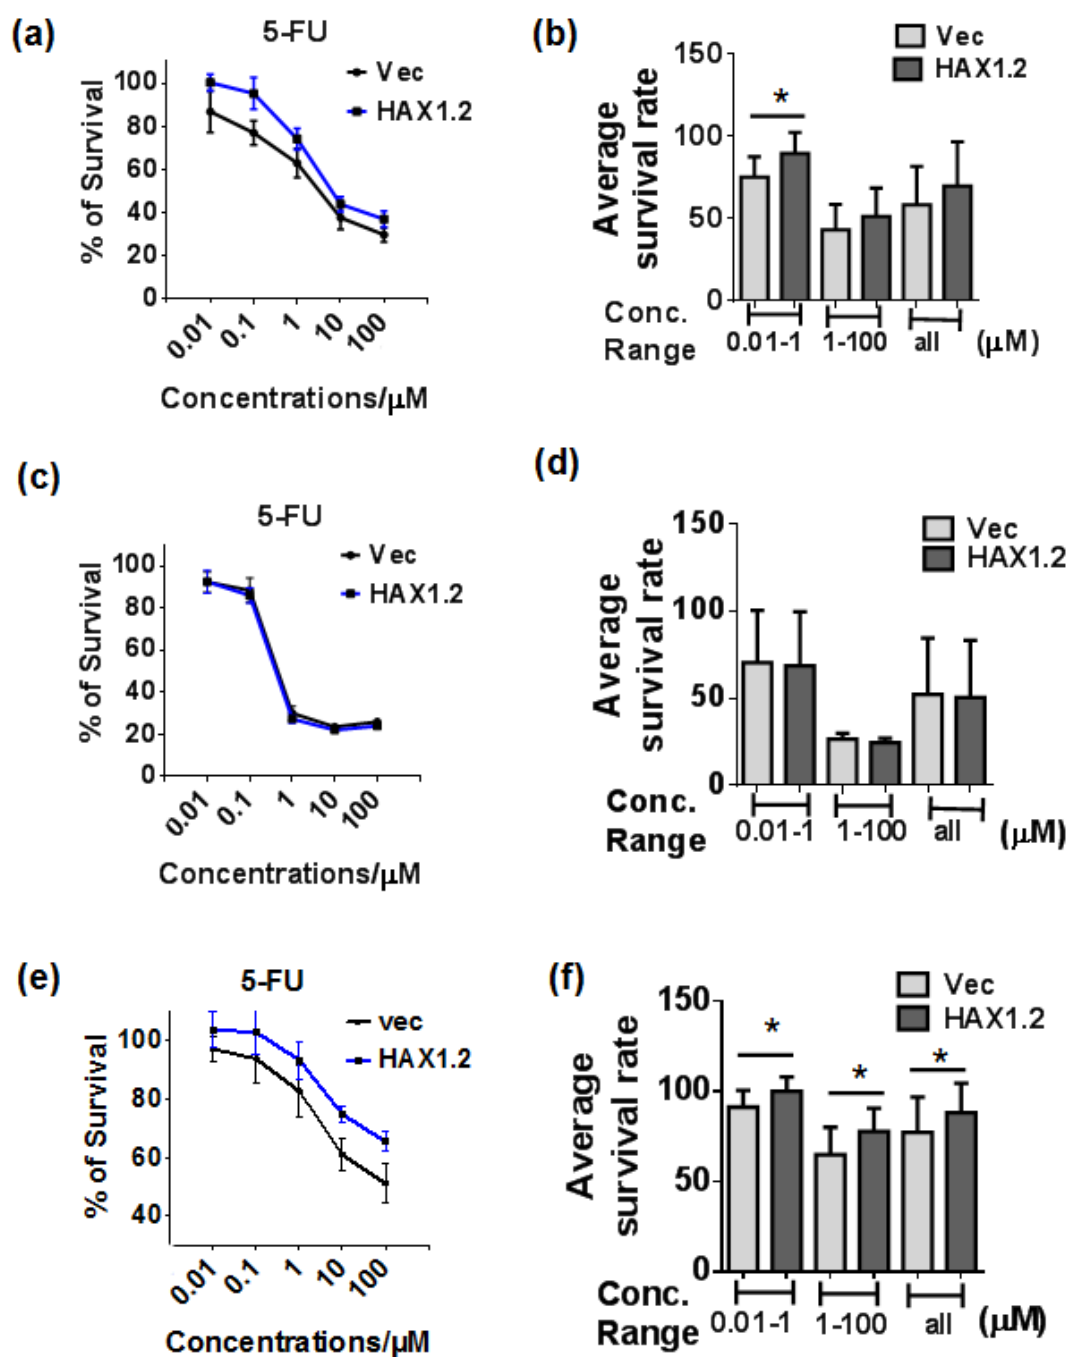 (a)
5-FU
Vec
HAX1.2
% of Survival
100
80
60
40
20
0
0.01
0.1
1
10
100
Concentrations/μM
(b)
Vec
HAX1.2
Average
survival rate
150
100
50
0
*
Conc.
Range
0.01-1
1-100
all
(μM)
(c)
5-FU
Vec
HAX1.2
% of Survival
100
80
60
40
20
0
0.01
0.1
1
10
100
Concentrations/μM
(d)
Vec
HAX1.2
Average
survival rate
150
100
50
0
Conc.
Range
0.01-1
1-100
all
(μM)
(e)
5-FU
vec
HAX1.2
% of Survival
100
80
60
40
0.01
0.1
1
10
100
Concentrations/μM
(f)
Vec
HAX1.2
Average
survival rate
150
100
50
0
*
*
*
Conc.
Range
0.01-1
1-100
all
(μM)